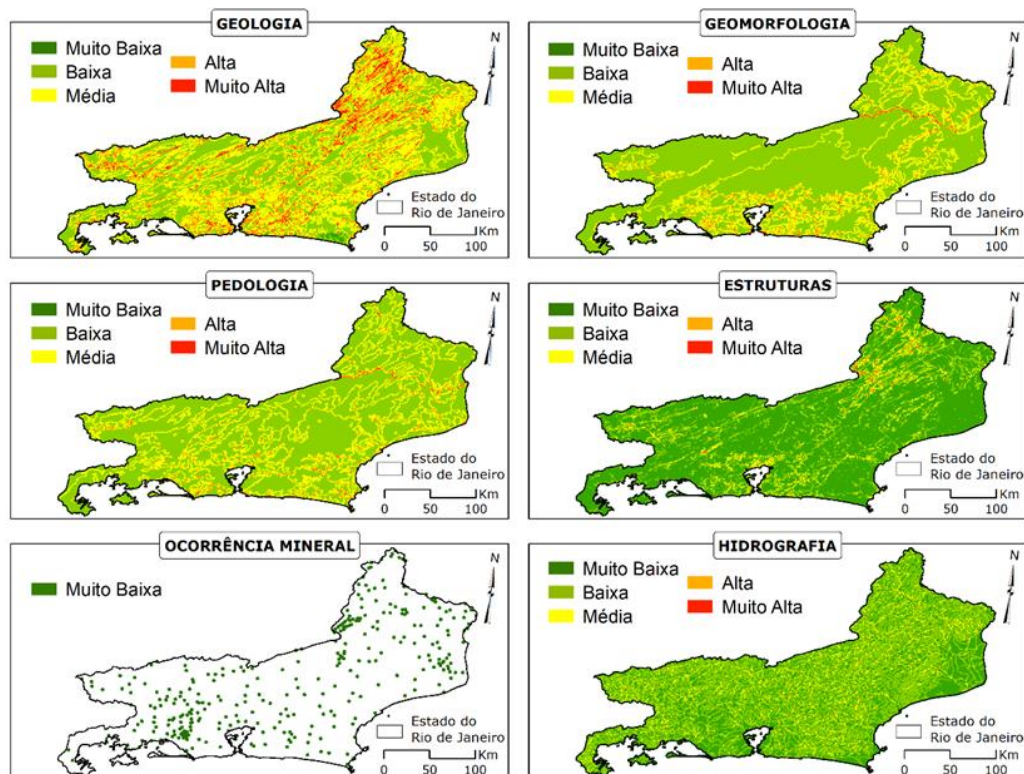 GEOLOGIA
Muito Baixa
Baixa
Média
Alta
Muito Alta
N
Estado do
Rio de Janeiro
Km
0 50 100
GEOMORFOLOGIA
Muito Baixa
Baixa
Média
Alta
Muito Alta
N
Estado do
Rio de Janeiro
Km
0 50 100
PEDOLOGIA
Muito Baixa
Baixa
Média
Alta
Muito Alta
N
Estado do
Rio de Janeiro
Km
0 50 100
ESTRUTURAS
Muito Baixa
Baixa
Média
Alta
Muito Alta
N
Estado do
Rio de Janeiro
Km
0 50 100
OCORRÊNCIA MINERAL
Muito Baixa
N
Estado do
Rio de Janeiro
Km
0 50 100
HIDROGRAFIA
Muito Baixa
Baixa
Média
Alta
Muito Alta
N
Estado do
Rio de Janeiro
Km
0 50 100